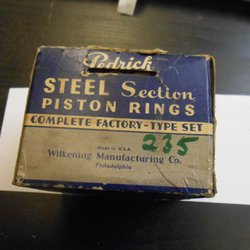 Pedrick
STEEL Section
PISTON RINGS
COMPLETE FACTORY-TYPE SET
235
Made in U.S.A.
Wilkening Manufacturing Co.
Philadelphia